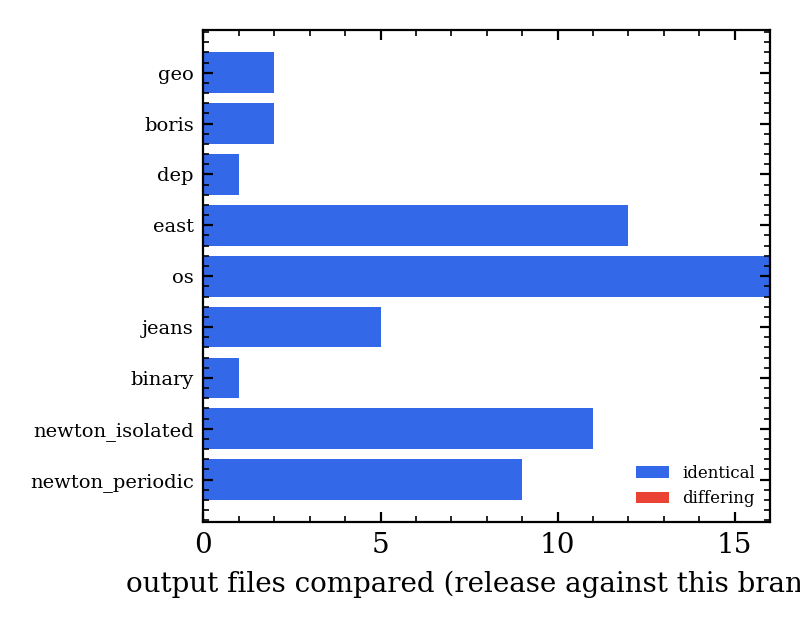 geo
boris
dep
east
os
jeans
binary
newton_isolated
newton_periodic
identical
differing
0 5 10 15
output files compared (release against this bran